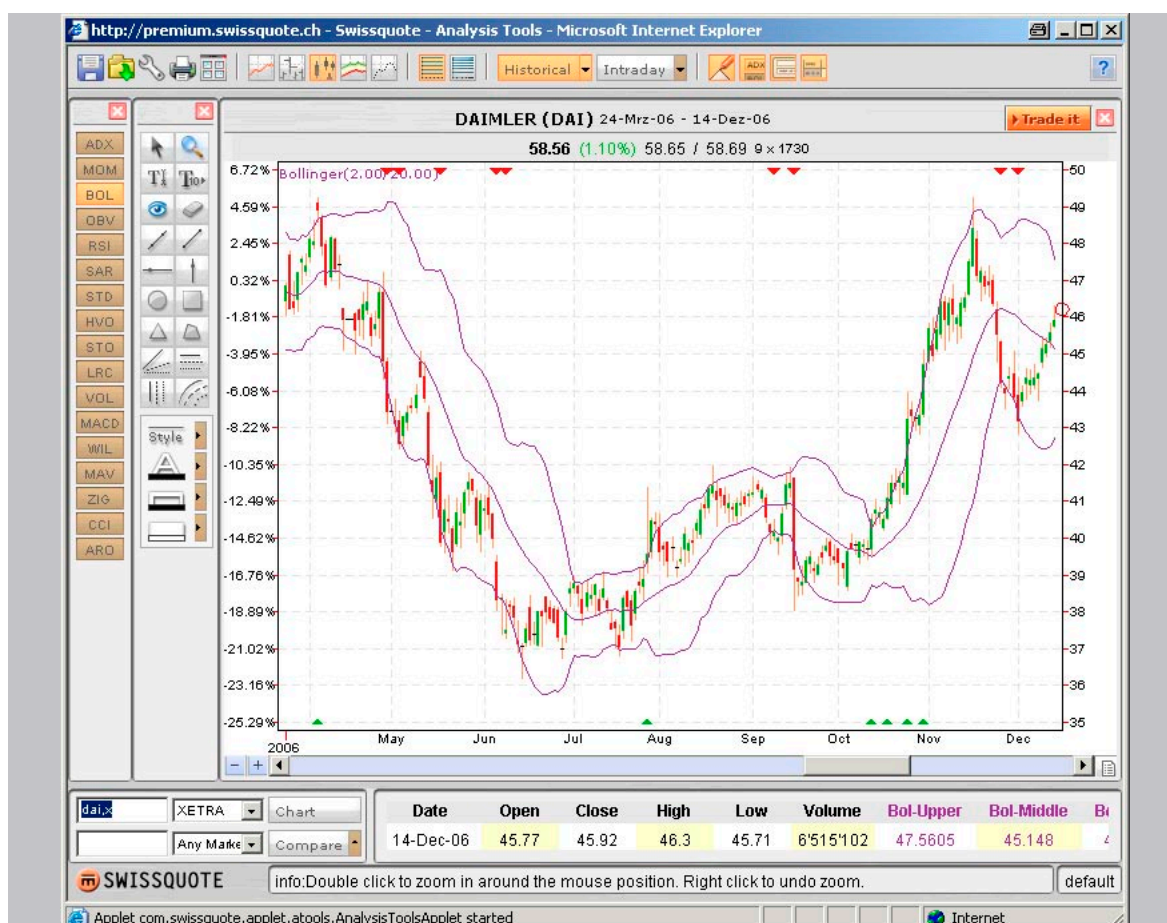 http://premium.swissquote.ch - Swissquote - Analysis Tools - Microsoft Internet Explorer
Historical Intraday ADX ?
DAIMLER (DAI) 24-Mrz-06 - 14-Dez-06 Trade it
58.56 (1.10%) 58.65 / 58.69 9 x 1730
ADX
MOM
BOL
OBV
RSI
SAR
STD
HVO
STO
LRC
VOL
MACD
WIL
MAV
ZIG
CCI
ARO
Style
Bollinger(2.00/20.00)
6.72%
4.59%
2.45%
0.32%
-1.81%
-3.95%
-6.08%
-8.22%
-10.35%
-12.49%
-14.62%
-16.76%
-18.89%
-21.02%
-23.16%
-25.29%
50
49
48
47
46
45
44
43
42
41
40
39
38
37
36
35
2006 May Jun Jul Aug Sep Oct Nov Dec
dai,x XETRA Chart
Any Marke Compare
Date Open Close High Low Volume Bol-Upper Bol-Middle
14-Dec-06 45.77 45.92 46.3 45.71 6'515'102 47.5605 45.148
SWISSQUOTE
info:Double click to zoom in around the mouse position. Right click to undo zoom.
default
Applet com.swissquote.applet.atools.AnalysisToolsApplet started
Internet